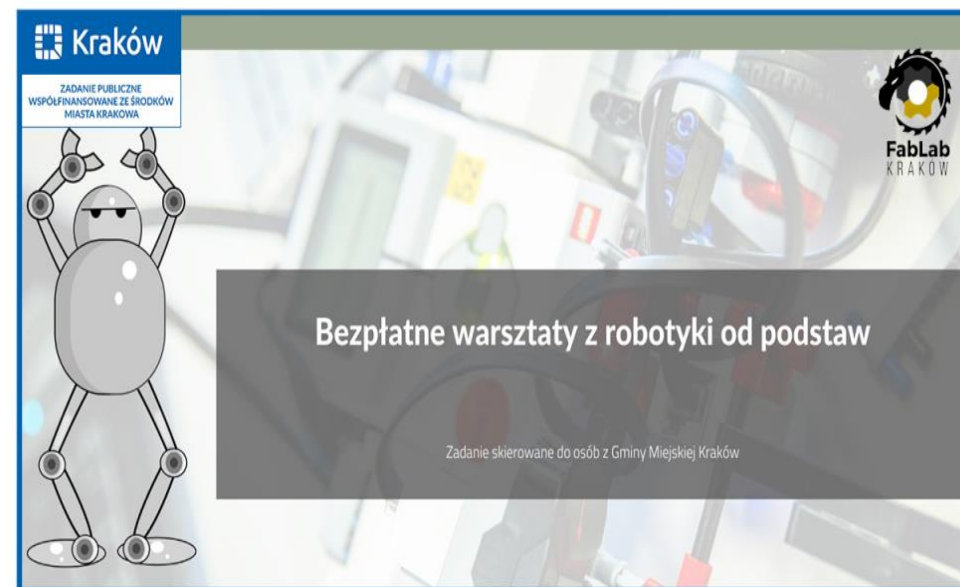 Kraków
ZADANIE PUBLICZNE
WSPÓŁFINANSOWANE ZE ŚRODKÓW
MIASTA KRAKOWA
FabLab
KRAKÓW
Bezpłatne warsztaty z robotyki od podstaw
Zadanie skierowane do osób z Gminy Miejskiej Kraków